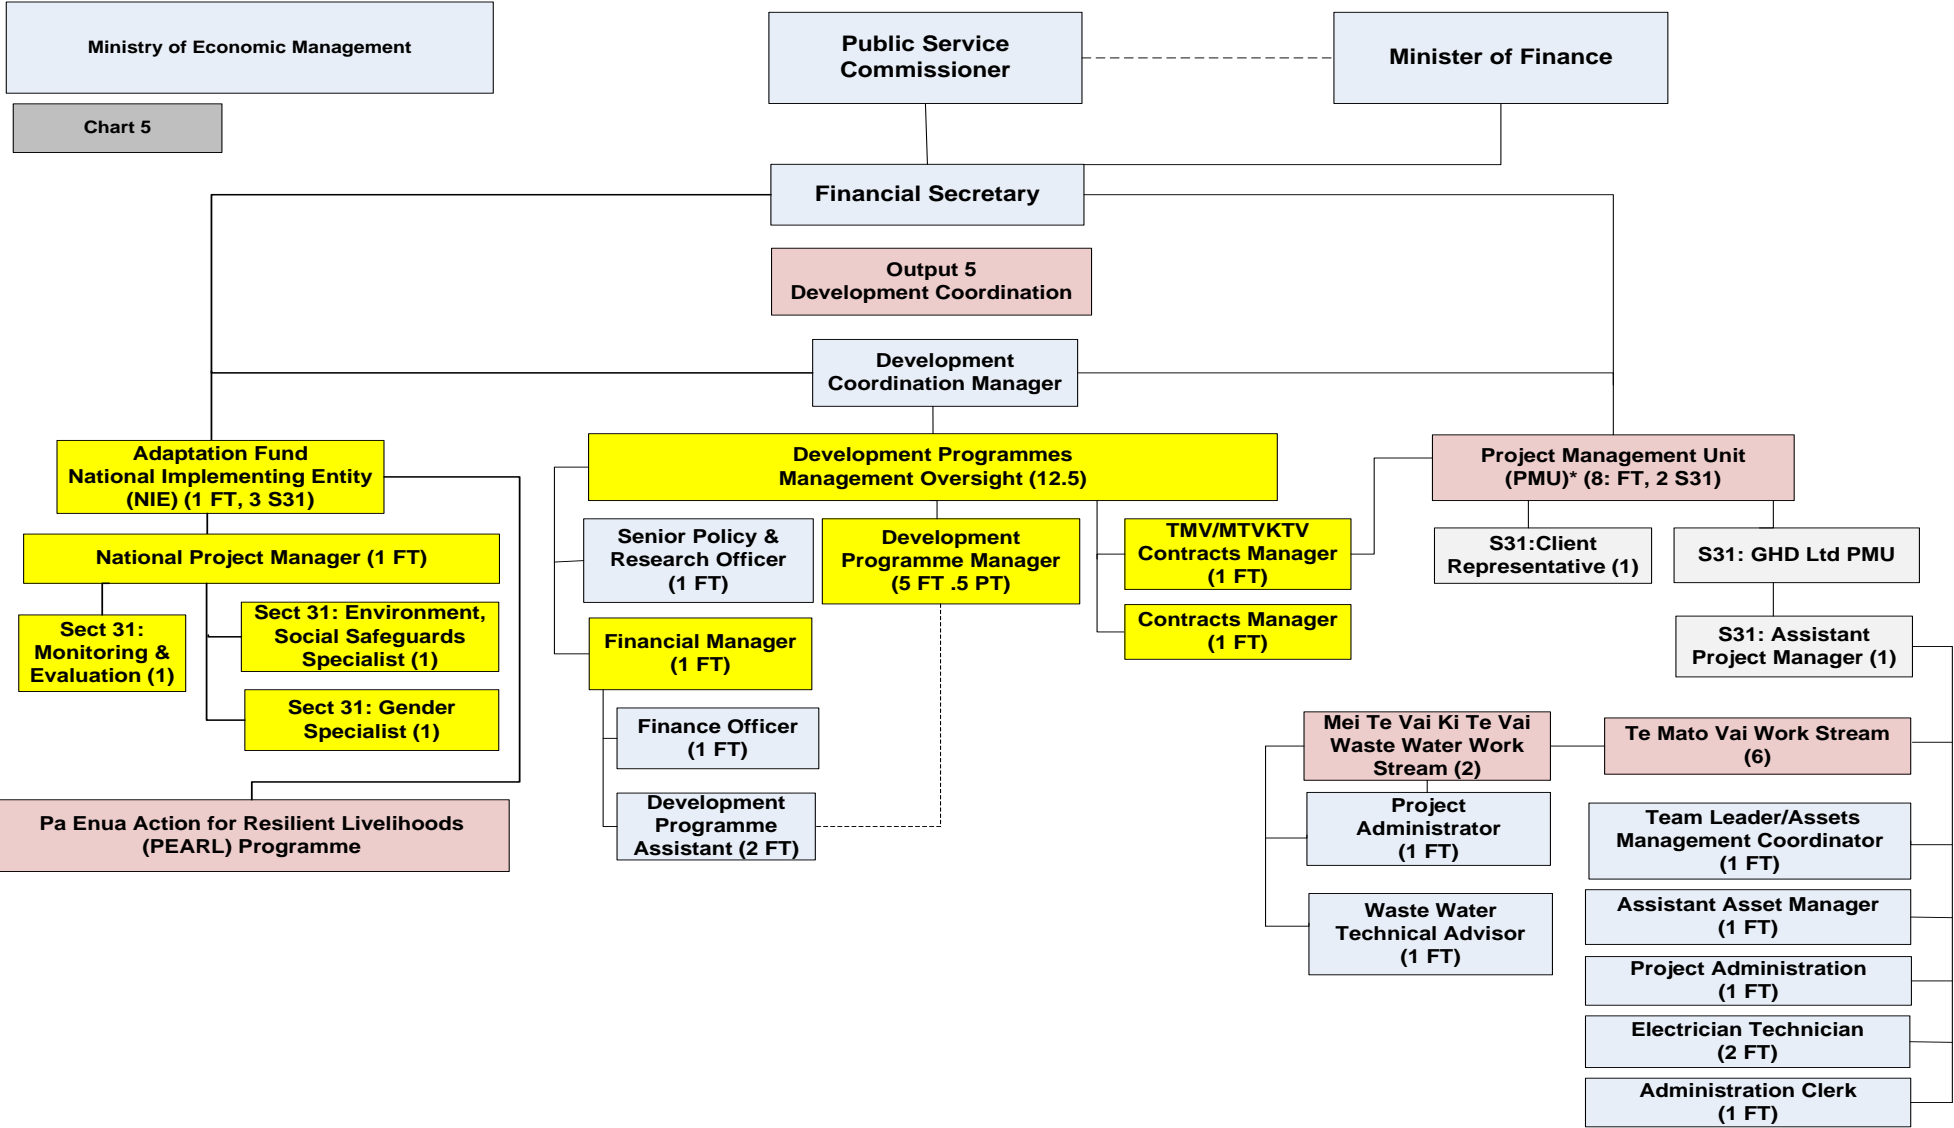 Ministry of Economic Management
Chart 5
Public Service
Commissioner
Minister of Finance
Financial Secretary
Output 5
Development Coordination
Development
Coordination Manager
Adaptation Fund
National Implementing Entity
(NIE) (1 FT, 3 S31)
National Project Manager (1 FT)
Sect 31:
Monitoring &
Evaluation (1)
Sect 31: Environment,
Social Safeguards
Specialist (1)
Sect 31: Gender
Specialist (1)
Pa Enua Action for Resilient Livelihoods
(PEARL) Programme
Development Programmes
Management Oversight (12.5)
Senior Policy &
Research Officer
(1 FT)
Financial Manager
(1 FT)
Finance Officer
(1 FT)
Development
Programme
Assistant (2 FT)
Development
Programme Manager
(5 FT .5 PT)
TMV/MTVKTV
Contracts Manager
(1 FT)
Contracts Manager
(1 FT)
Project Management Unit
(PMU)* (8: FT, 2 S31)
S31:Client
Representative (1)
S31: GHD Ltd PMU
S31: Assistant
Project Manager (1)
Mei Te Vai Ki Te Vai
Waste Water Work
Stream (2)
Project
Administrator
(1 FT)
Waste Water
Technical Advisor
(1 FT)
Te Mato Vai Work Stream
(6)
Team Leader/Assets
Management Coordinator
(1 FT)
Assistant Asset Manager
(1 FT)
Project Administration
(1 FT)
Electrician Technician
(2 FT)
Administration Clerk
(1 FT)